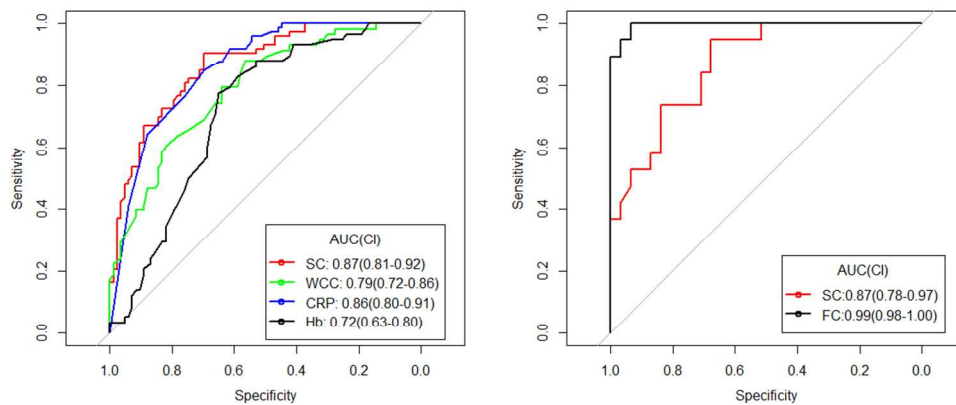 1.0
0.8
0.6
0.4
0.2
0.0
Sensitivity
AUC(CI)
SC: 0.87(0.81-0.92)
WCC: 0.79(0.72-0.86)
CRP: 0.86(0.80-0.91)
Hb: 0.72(0.63-0.80)
1.0 0.8 0.6 0.4 0.2 0.0
Specificity
1.0
0.8
0.6
0.4
0.2
0.0
Sensitivity
AUC(CI)
SC:0.87(0.78-0.97)
FC:0.99(0.98-1.00)
1.0 0.8 0.6 0.4 0.2 0.0
Specificity